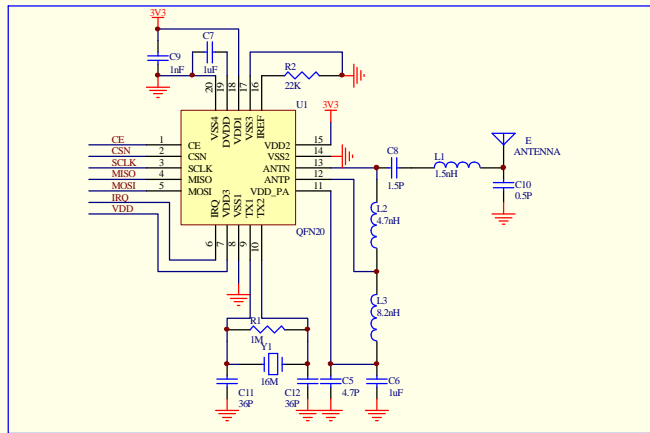 3V3
C7
C9
1nF
1uF
R2
22K
20
19
18
17
16
U1
3V3
VSS4
DVDD
VDD1
VSS3
IREF
CE
1
CE
VDD2
15
CSN
2
CSN
VSS2
14
C8
L1
E
ANTENNA
SCLK
3
SCLK
ANTN
13
1.5P
1.5nH
MISO
4
MISO
ANTP
12
C10
0.5P
MOSI
5
MOSI
VDD_PA
11
IRQ
VDD
IRQ
VDD3
VSS1
TX1
TX2
L2
4.7nH
6
7
8
9
10
QFN20
L3
8.2nH
R1
1M
Y1
16M
C11
36P
C12
36P
C5
4.7P
C6
1uF